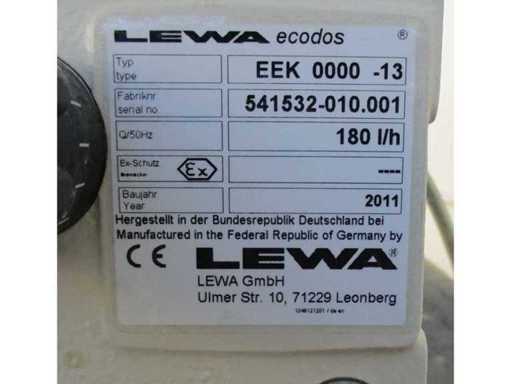 LEWA ecodos ®
Typ
type
EEK 0000 -13
Fabriknr
serial no.
541532-010.001
Q/50Hz
180 l/h
Ex-Schutz
Ex
----
Baujahr
Year
2011
Hergestellt in der Bundesrepublik Deutschland bei
Manufactured in the Federal Republic of Germany by
CE LEWA ®
LEWA GmbH
Ulmer Str. 10, 71229 Leonberg